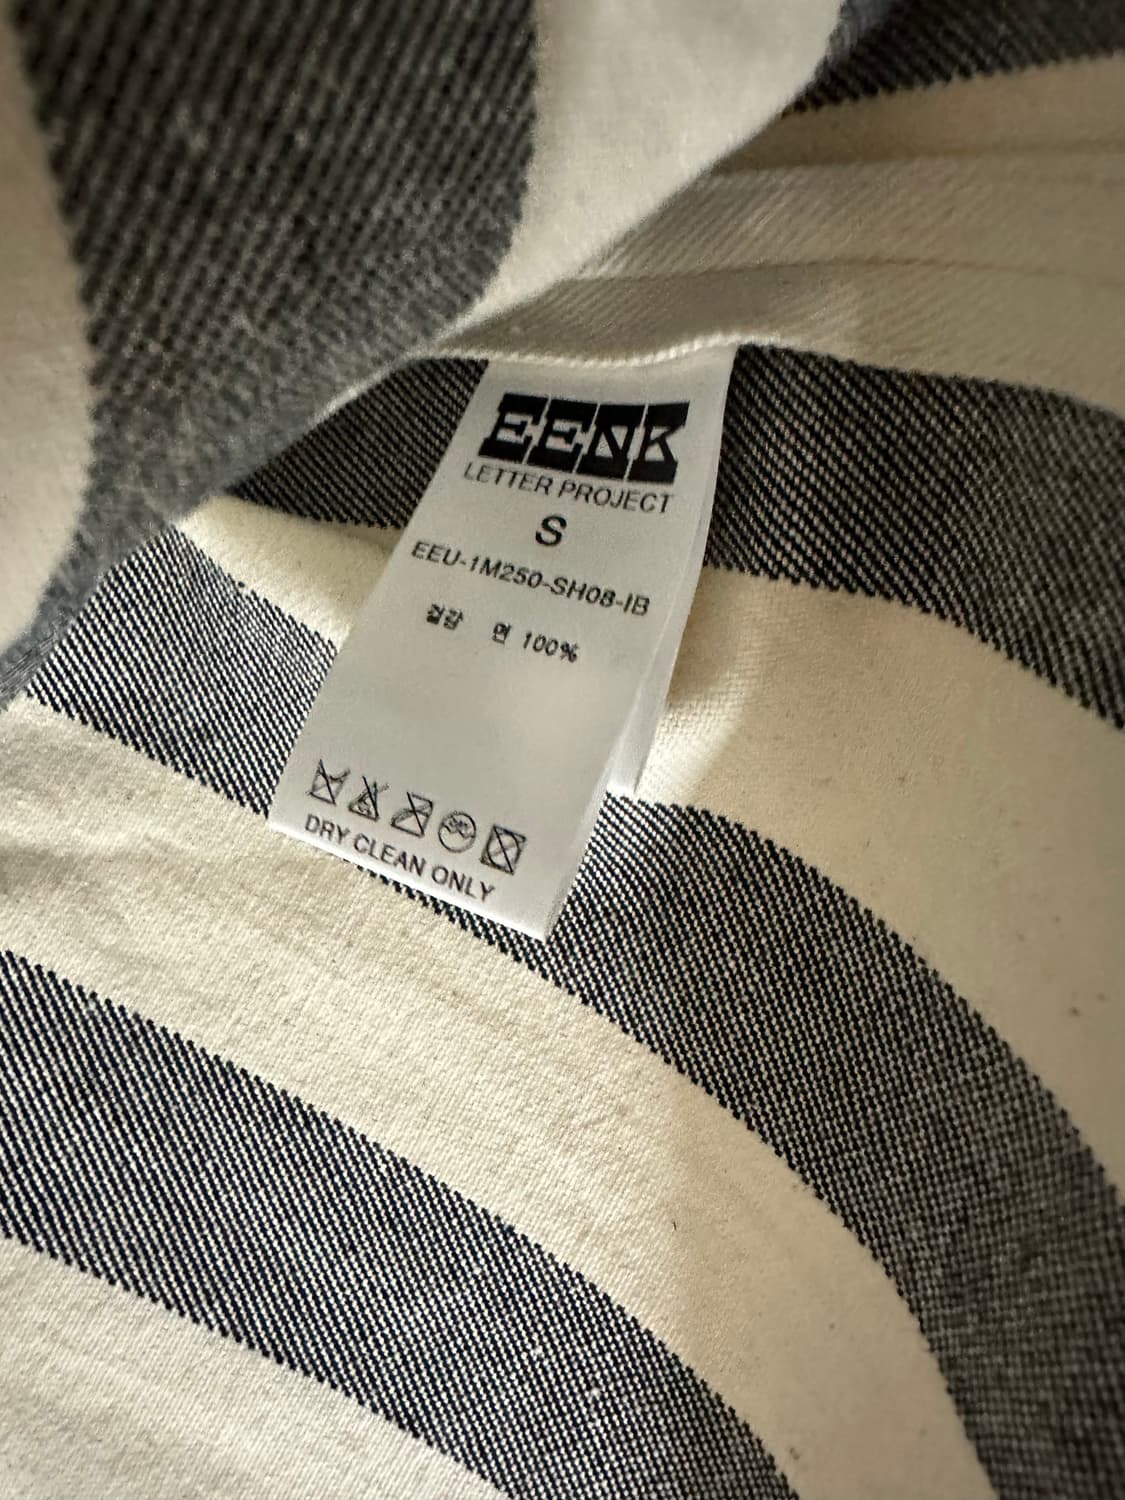 EENK
LETTER PROJECT
S
EEU-1M250-SH08-IB
겉감 면 100%
DRY CLEAN ONLY